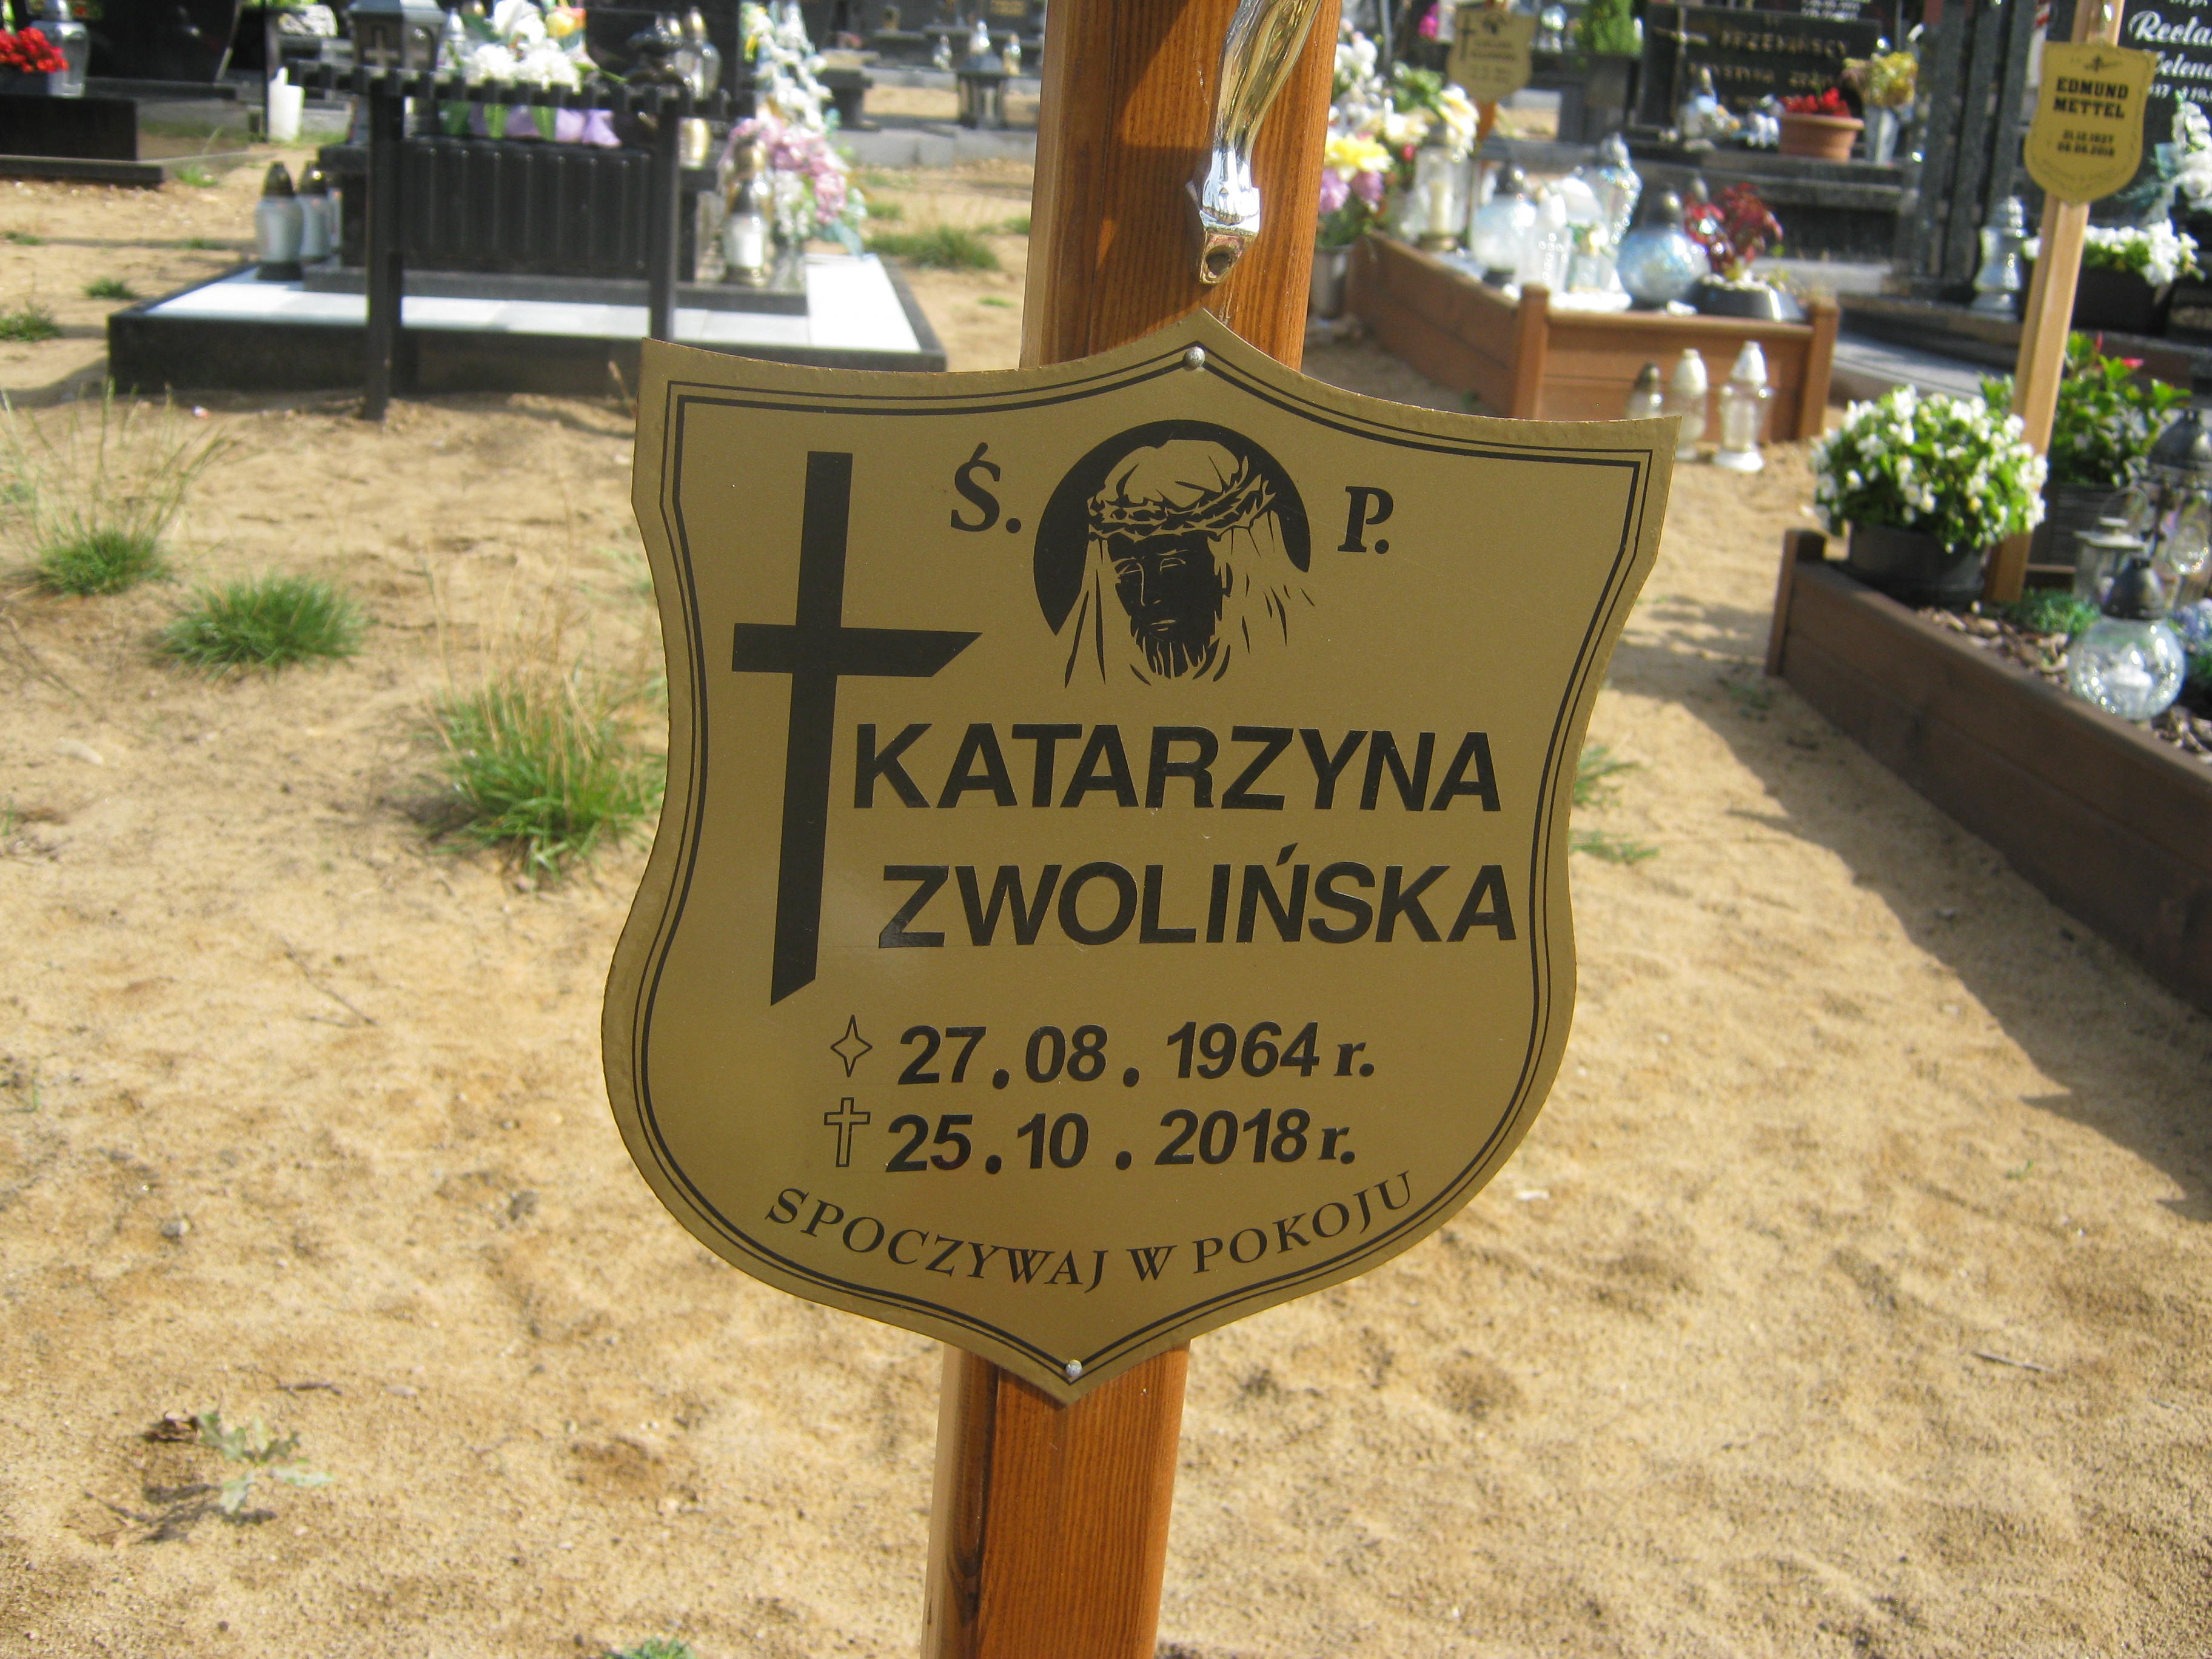 Ś. P.
KATARZYNA
ZWOLIŃSKA
27.08.1964 r.
25.10.2018 r.
SPOCZYWAJ W POKOJU
EDMUND
METTEL